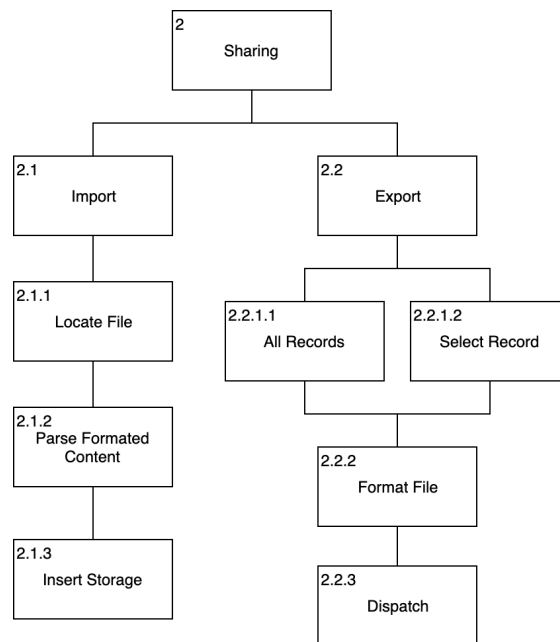 2
Sharing
2.1
Import
2.2
Export
2.1.1
Locate File
2.2.1.1
All Records
2.2.1.2
Select Record
2.1.2
Parse Formated
Content
2.2.2
Format File
2.1.3
Insert Storage
2.2.3
Dispatch